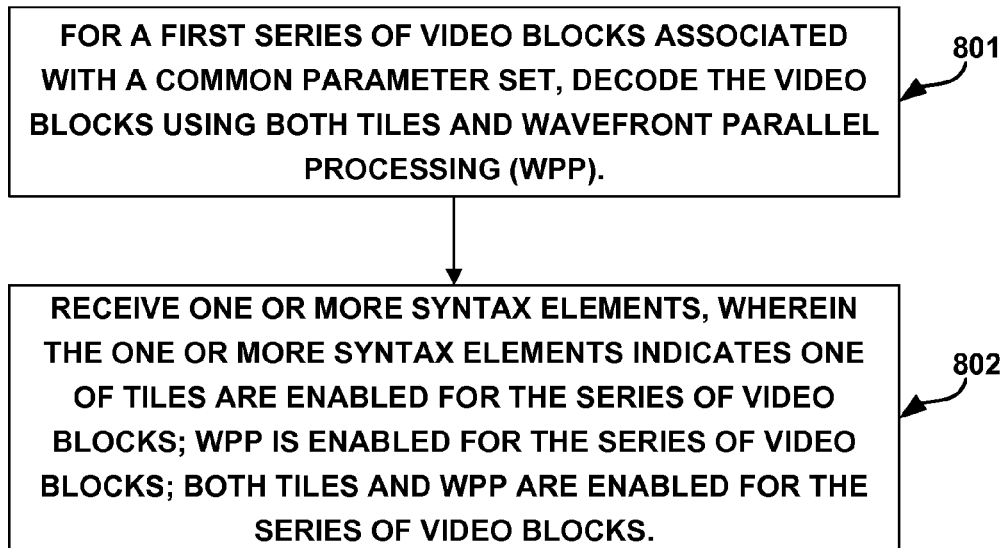 FOR A FIRST SERIES OF VIDEO BLOCKS ASSOCIATED
WITH A COMMON PARAMETER SET, DECODE THE VIDEO
BLOCKS USING BOTH TILES AND WAVEFRONT PARALLEL
PROCESSING (WPP).
801
RECEIVE ONE OR MORE SYNTAX ELEMENTS, WHEREIN
THE ONE OR MORE SYNTAX ELEMENTS INDICATES ONE
OF TILES ARE ENABLED FOR THE SERIES OF VIDEO
BLOCKS; WPP IS ENABLED FOR THE SERIES OF VIDEO
BLOCKS; BOTH TILES AND WPP ARE ENABLED FOR THE
SERIES OF VIDEO BLOCKS.
802